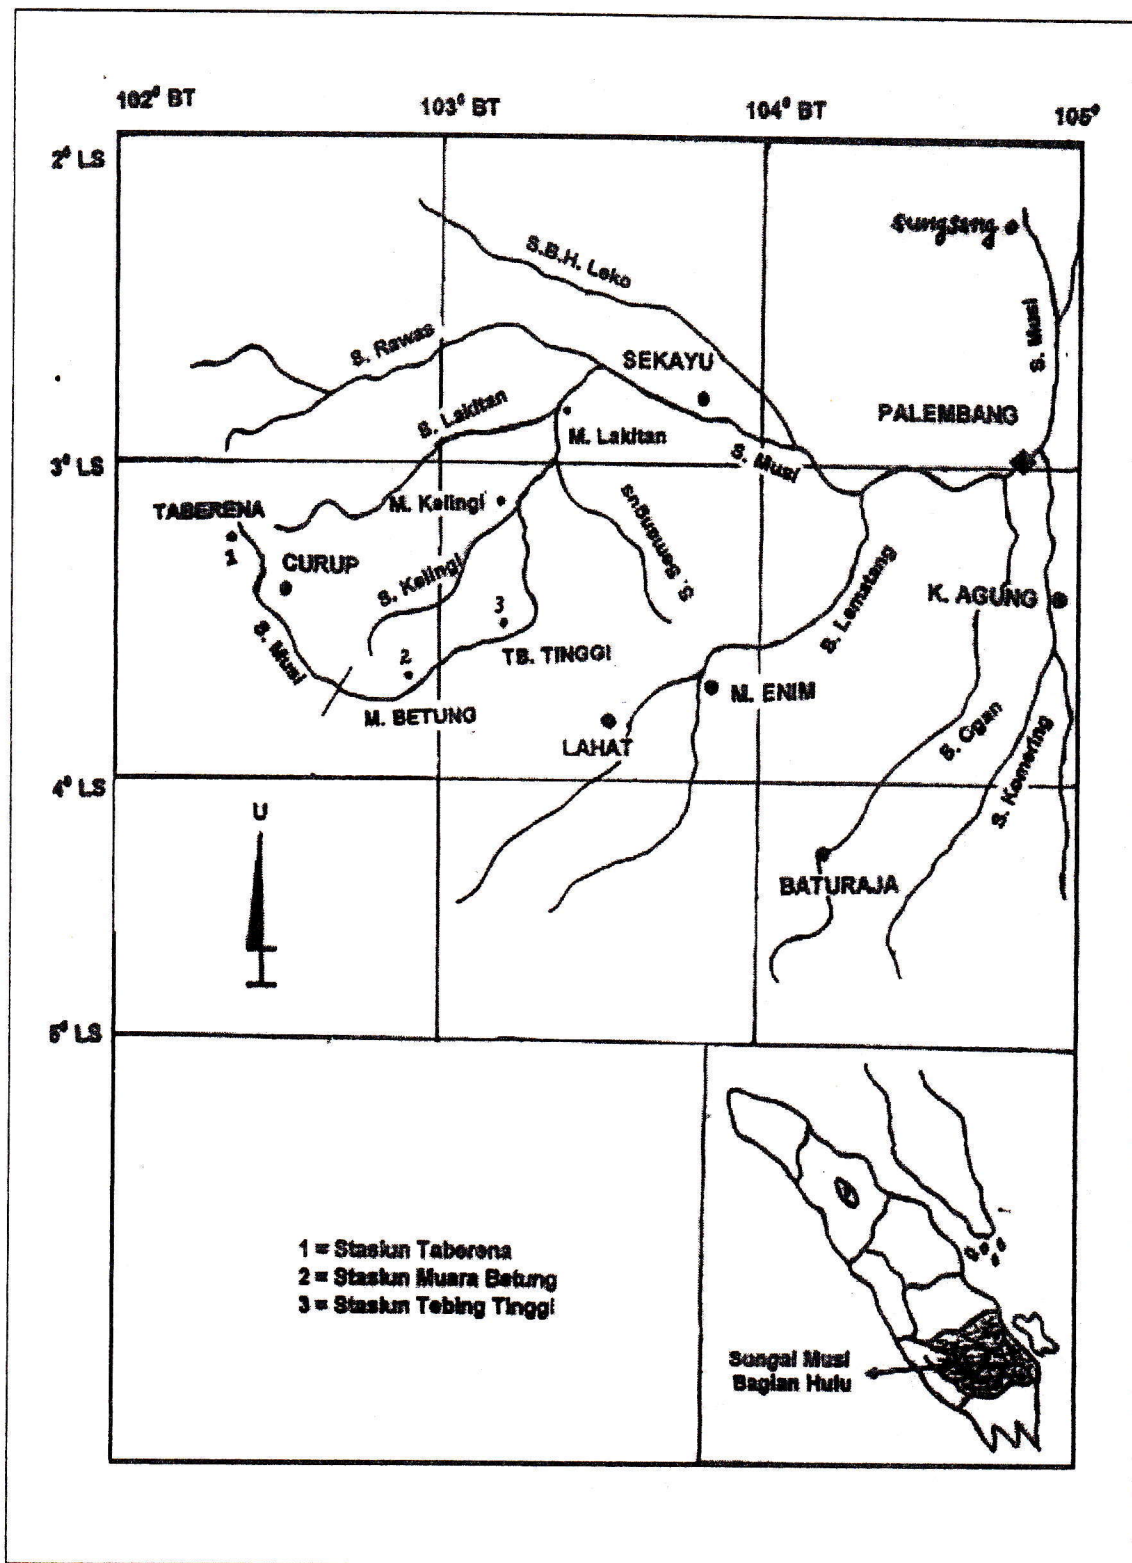 102° BT
103° BT
104° BT
105°
2° LS
Sungsang
S.B.H. Leko
S. Musi
S. Rawas
SEKAYU
PALEMBANG
S. Lakitan
M. Lakitan
S. Musi
3° LS
TABERENA
M. Kelingi
S. Semangus
1
CURUP
S. Kelingi
3
S. Lematang
K. AGUNG
S. Musi
TB. TINGGI
2
M. BETUNG
M. ENIM
LAHAT
S. Ogan
S. Komering
4° LS
U
BATURAJA
5° LS
1 = Stasiun Taberena
2 = Stasiun Muara Betung
3 = Stasiun Tebing Tinggi
Sungai Musi
Bagian Hulu